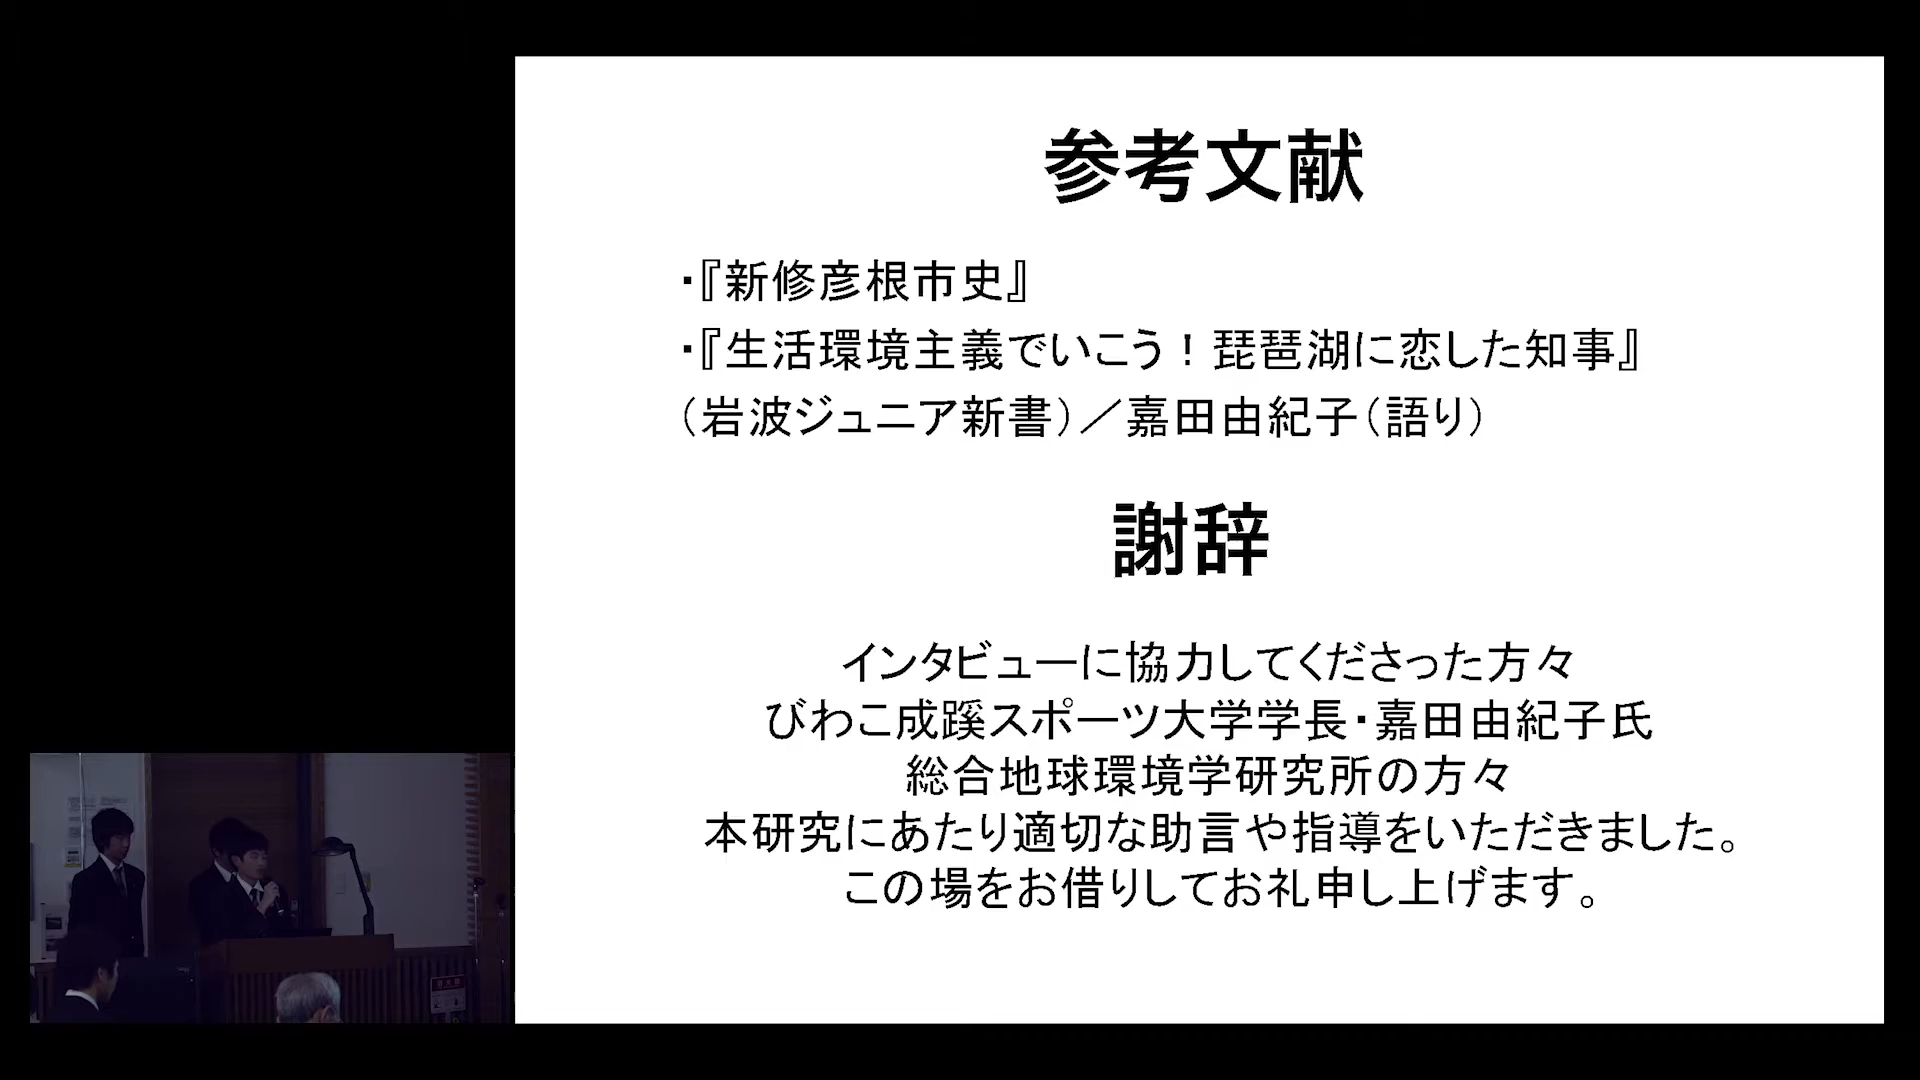 参考文献
・『新修彦根市史』
・『生活環境主義でいこう！琵琶湖に恋した知事』
（岩波ジュニア新書）／嘉田由紀子（語り）
謝辞
インタビューに協力してくださった方々
びわこ成蹊スポーツ大学学長・嘉田由紀子氏
総合地球環境学研究所の方々
本研究にあたり適切な助言や指導をいただきました。
この場をお借りしてお礼申し上げます。